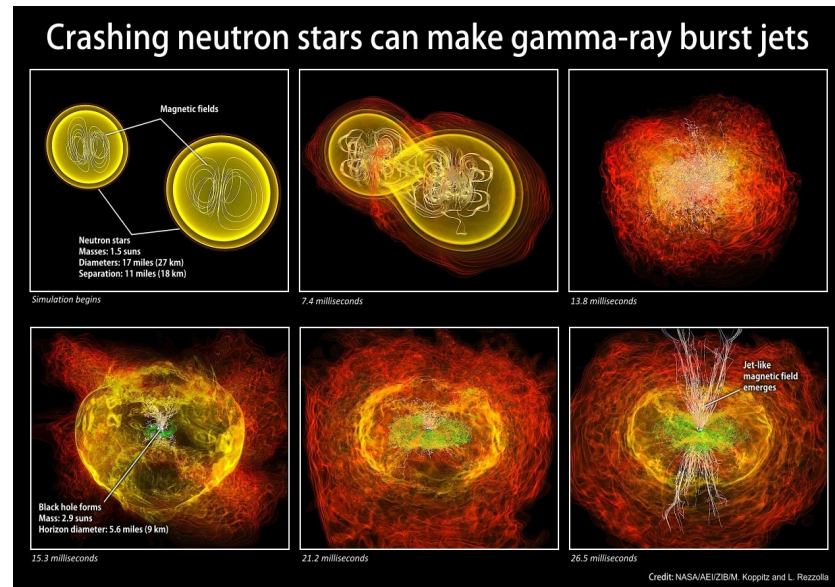 Crashing neutron stars can make gamma-ray burst jets
Magnetic fields
Neutron stars
Masses: 1.5 suns
Diameters: 17 miles (27 km)
Separation: 11 miles (18 km)
Simulation begins
7.4 milliseconds
13.8 milliseconds
Black hole forms
Mass: 2.9 suns
Horizon diameter: 5.6 miles (9 km)
15.3 milliseconds
21.2 milliseconds
Jet-like
magnetic field
emerges
26.5 milliseconds
Credit: NASA/AEI/ZIB/M. Koppitz and L. Rezzolla